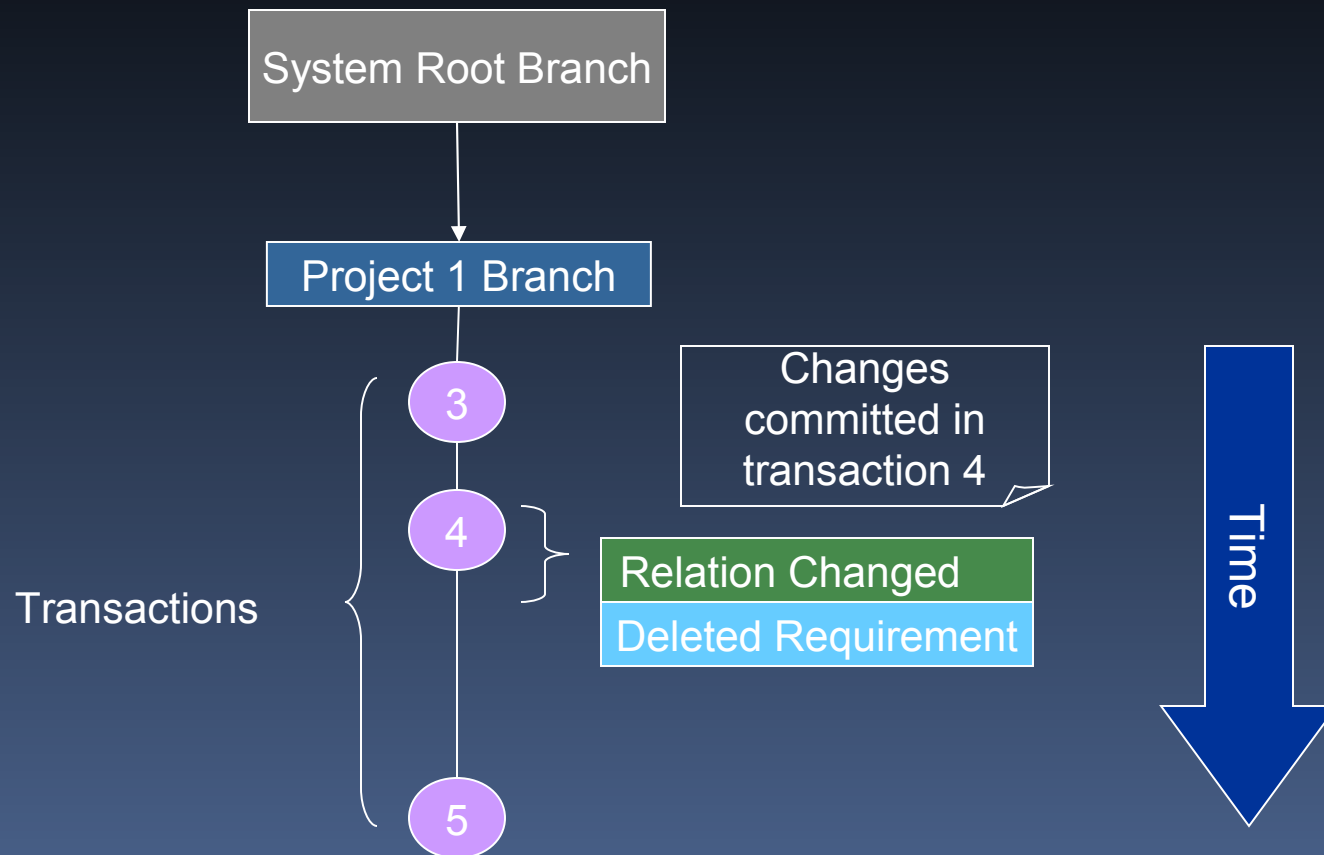 System Root Branch
Project 1 Branch
3
Changes
committed in
transaction 4
4
Relation Changed
Deleted Requirement
Transactions
Time
5